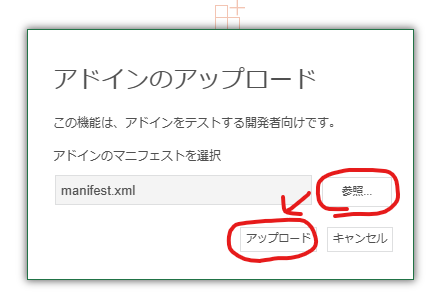 アドインのアップロード
この機能は、アドインをテストする開発者向けです。
アドインのマニフェストを選択
manifest.xml 参照...
アップロード キャンセル